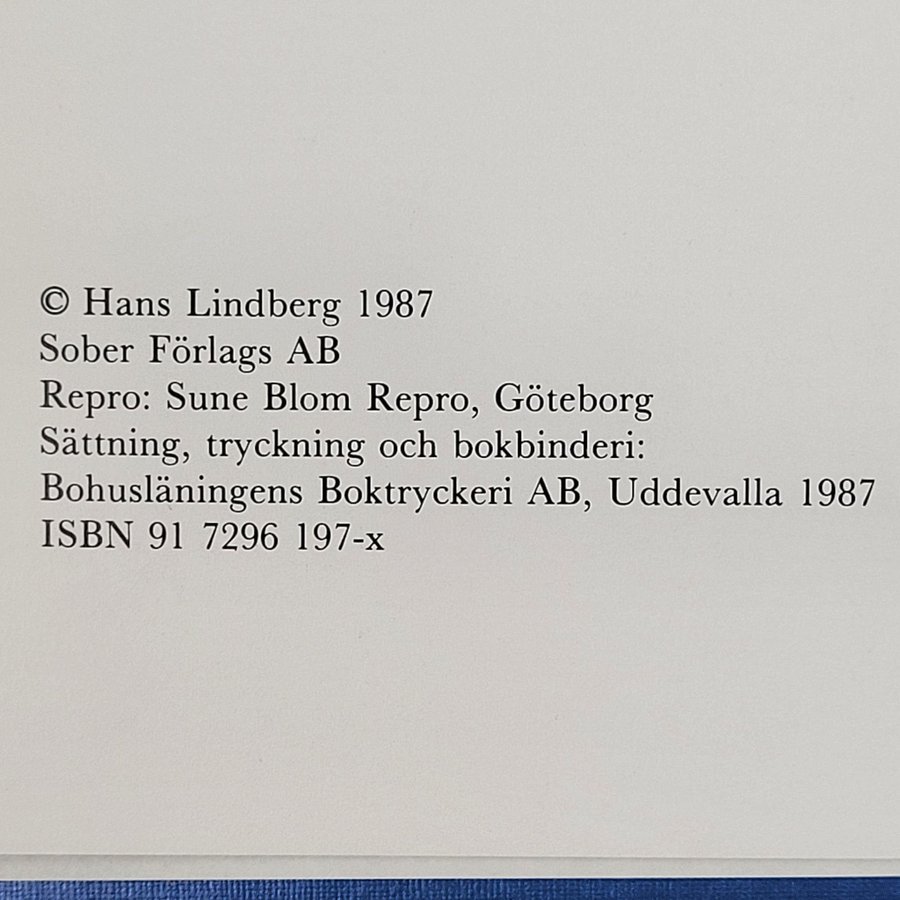 © Hans Lindberg 1987
Sober Förlags AB
Repro: Sune Blom Repro, Göteborg
Sättning, tryckning och bokbinderi:
Bohusläningens Boktryckeri AB, Uddevalla 1987
ISBN 91 7296 197-x